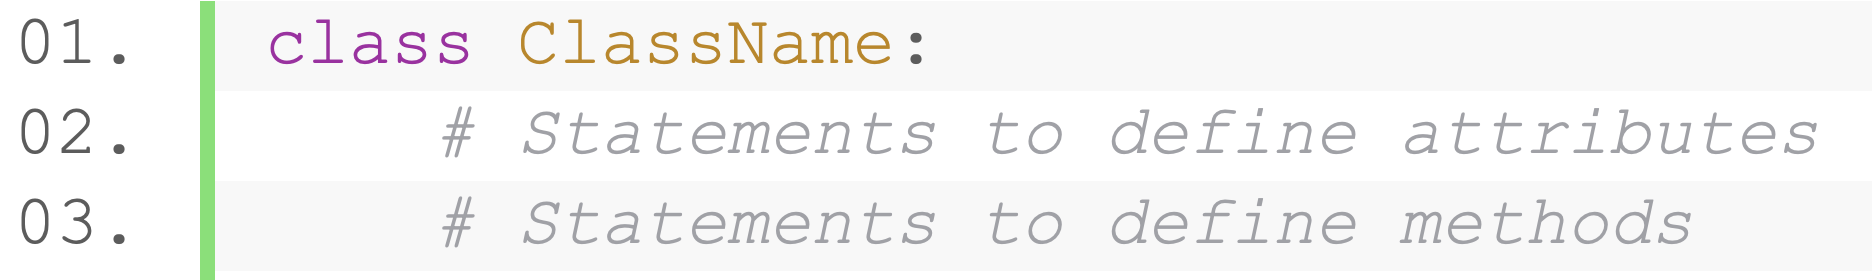 01. class ClassName:
02.     # Statements to define attributes
03.     # Statements to define methods